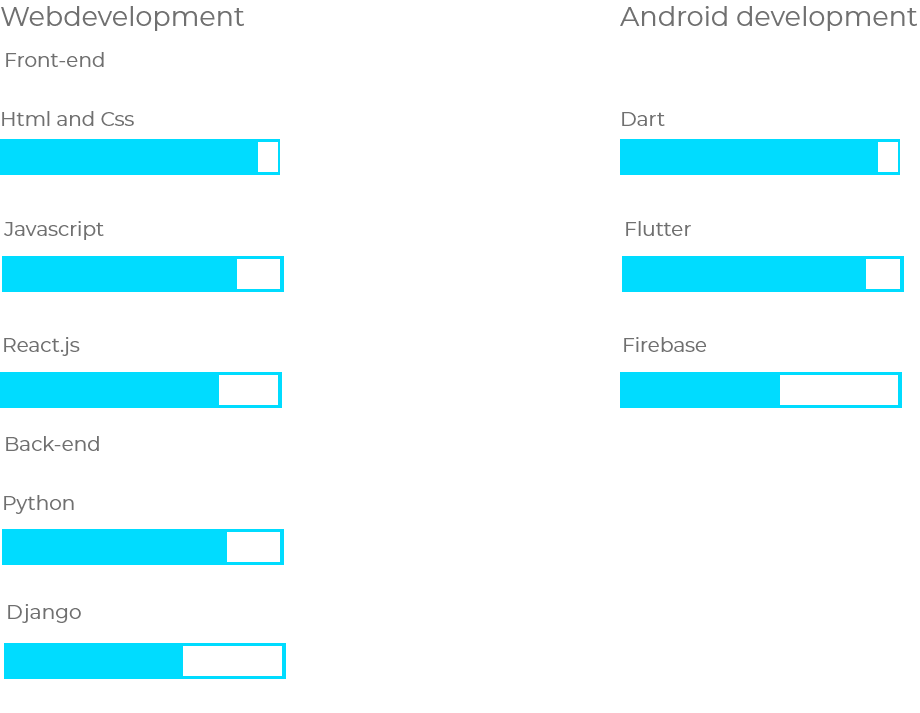 Webdevelopment
Front-end
Html and Css
Javascript
React.js
Back-end
Python
Django
Android development
Dart
Flutter
Firebase